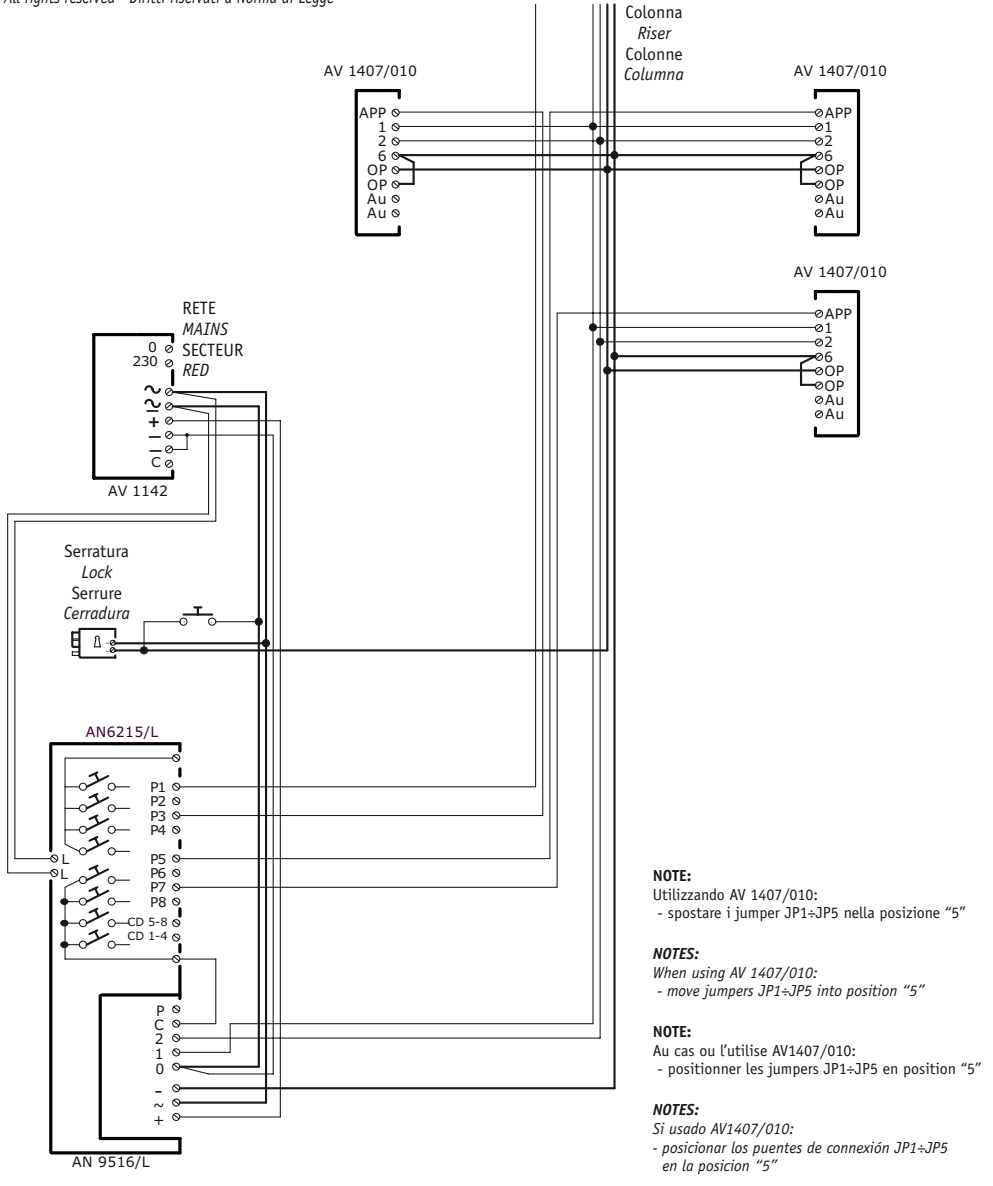 All rights reserved - Diritti riservati a Norma di Legge
Colonna
Riser
Colonne
Columna
AV 1407/010
APP
1
2
6
OP
OP
Au
Au
AV 1407/010
APP
1
2
6
OP
OP
Au
Au
AV 1407/010
APP
1
2
6
OP
OP
Au
Au
RETE
MAINS
SECTEUR
RED
0
230
+
–
–
C
AV 1142
Serratura
Lock
Serrure
Cerradura
AN6215/L
P1
P2
P3
P4
L
P5
L
P6
P7
P8
CD 5-8
CD 1-4
P
C
2
1
0
-
~
+
AN 9516/L
NOTE:
Utilizzando AV 1407/010:
- spostare i jumper JP1÷JP5 nella posizione “5”
NOTES:
When using AV 1407/010:
- move jumpers JP1÷JP5 into position “5”
NOTE:
Au cas ou l’utilise AV1407/010:
- positionner les jumpers JP1÷JP5 en position “5”
NOTES:
Si usado AV1407/010:
- posicionar los puentes de connexión JP1÷JP5
en la posicion “5”